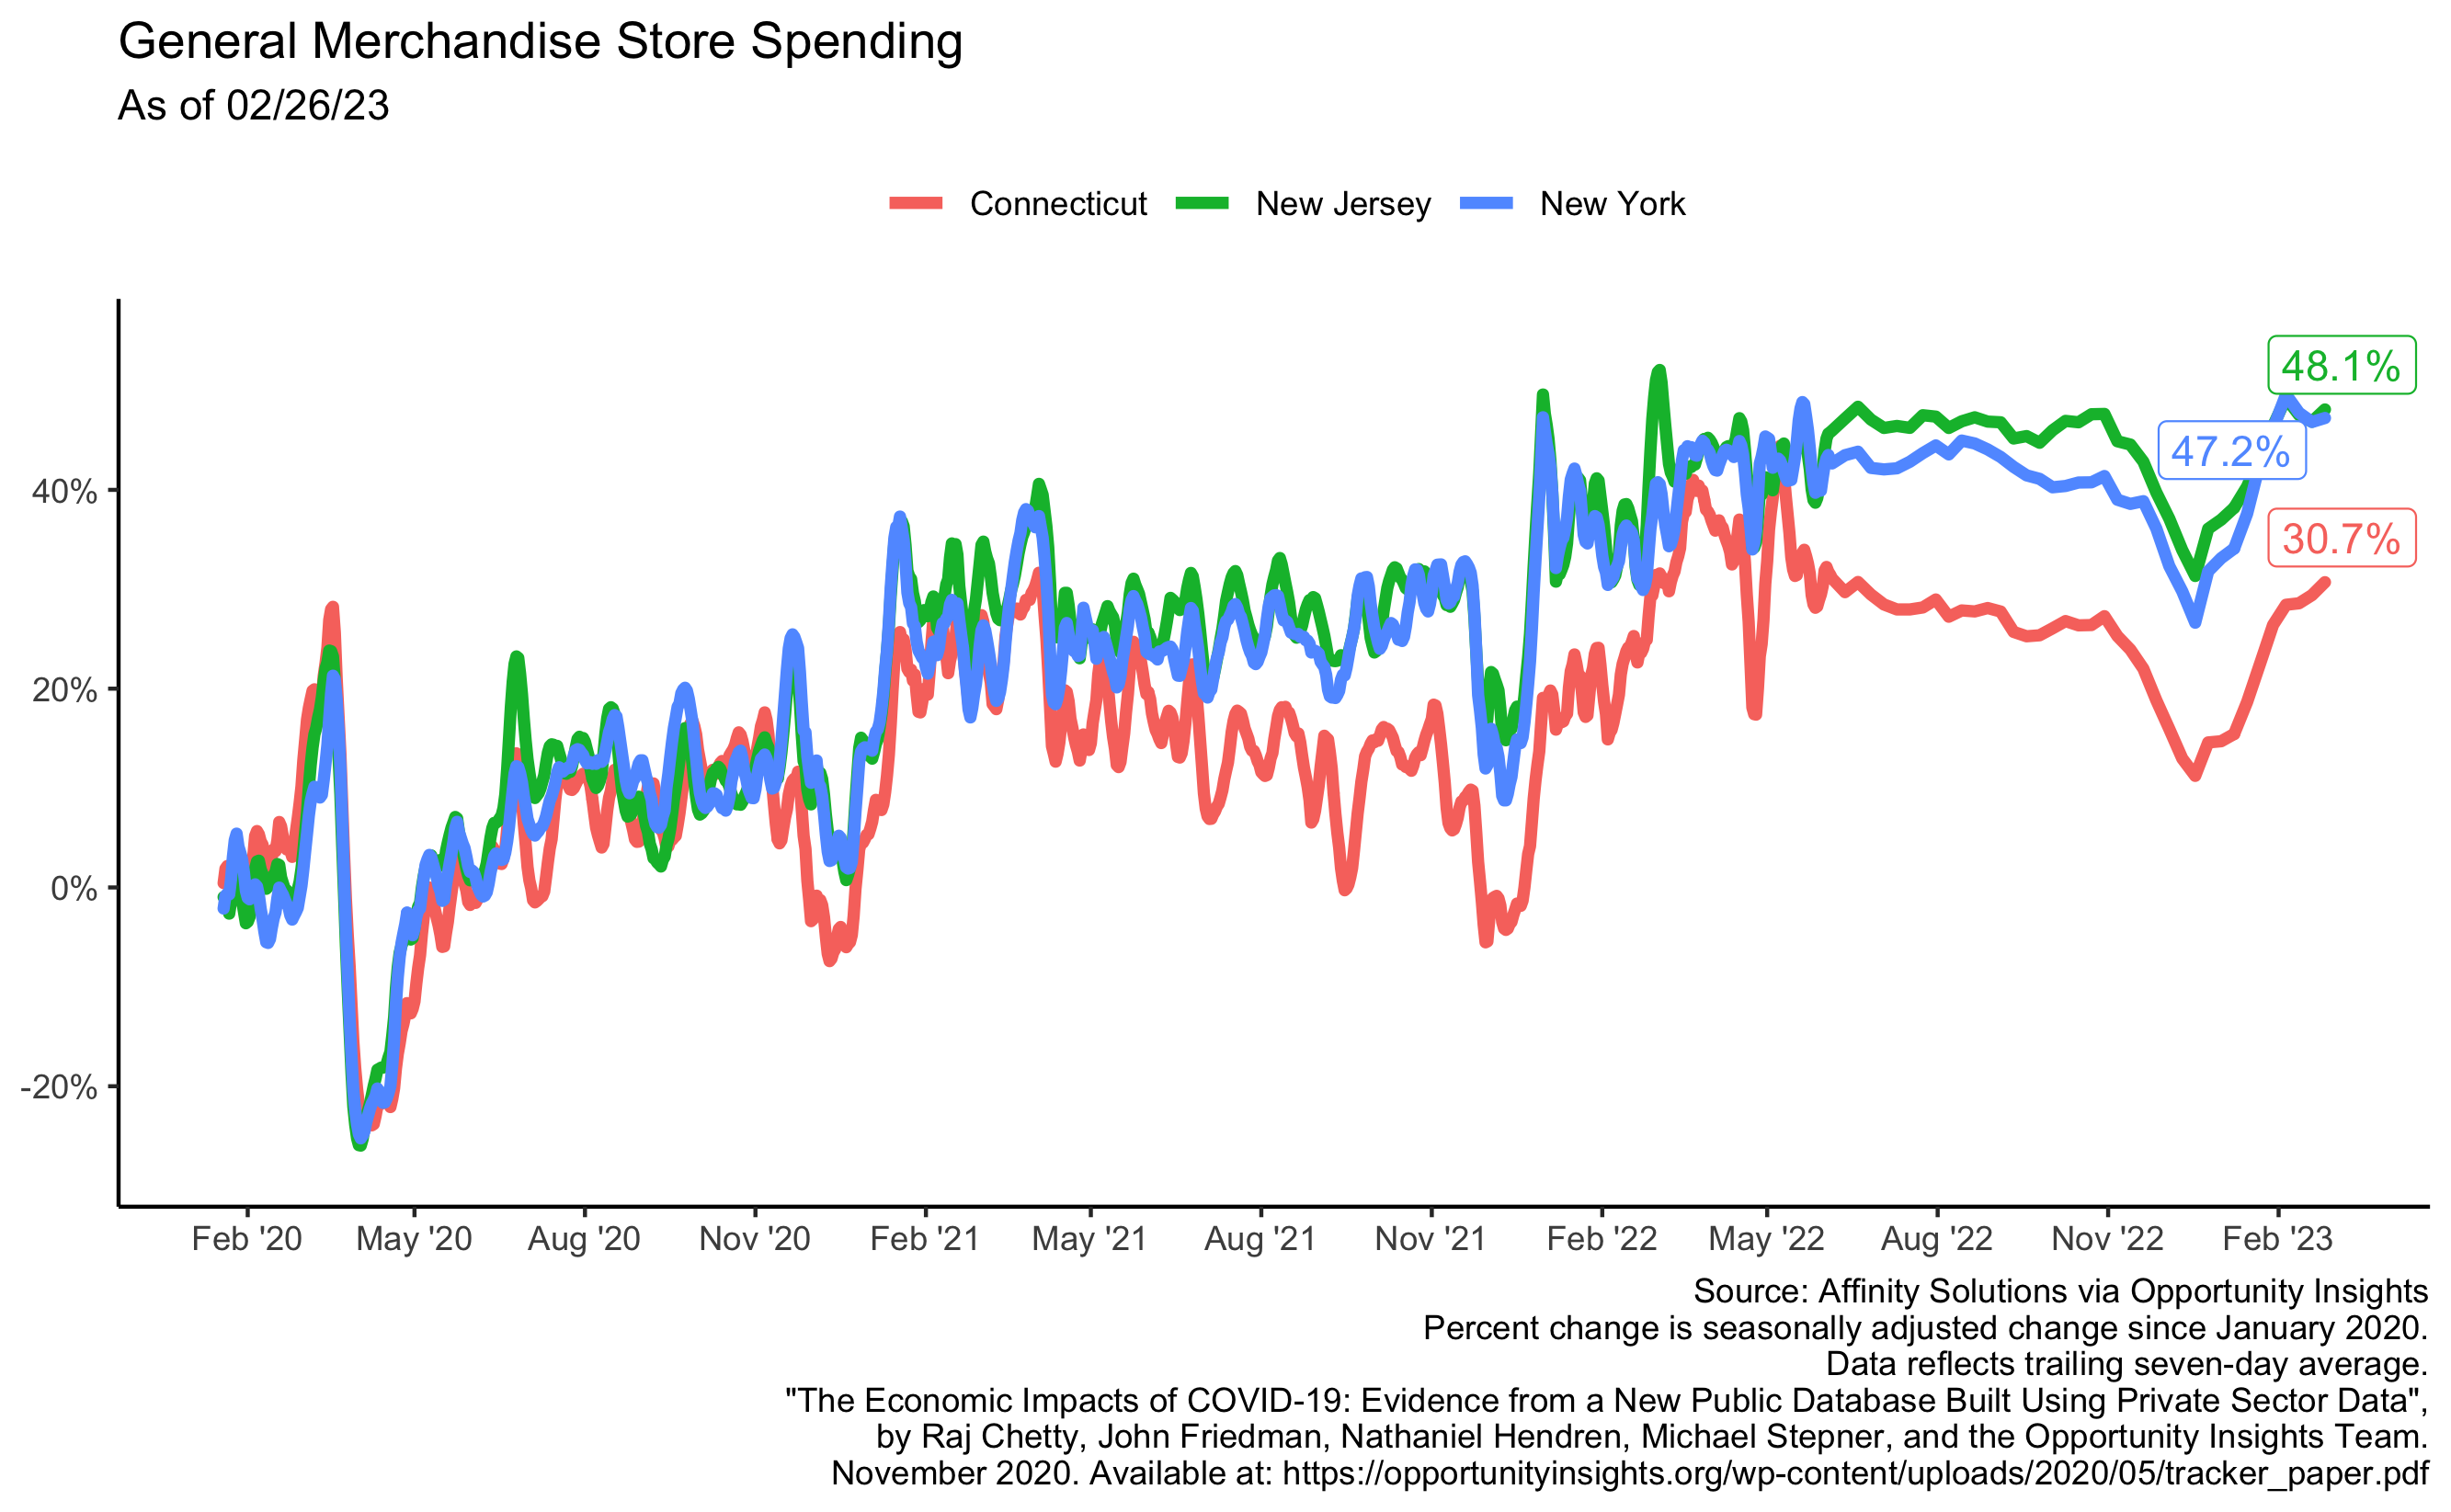 General Merchandise Store Spending
As of 02/26/23
Connecticut New Jersey New York
48.1%
47.2%
30.7%
40%
20%
0%
-20%
Feb '20 May '20 Aug '20 Nov '20 Feb '21 May '21 Aug '21 Nov '21 Feb '22 May '22 Aug '22 Nov '22 Feb '23
Source: Affinity Solutions via Opportunity Insights
Percent change is seasonally adjusted change since January 2020.
Data reflects trailing seven-day average.
"The Economic Impacts of COVID-19: Evidence from a New Public Database Built Using Private Sector Data",
by Raj Chetty, John Friedman, Nathaniel Hendren, Michael Stepner, and the Opportunity Insights Team.
November 2020. Available at: https://opportunityinsights.org/wp-content/uploads/2020/05/tracker_paper.pdf